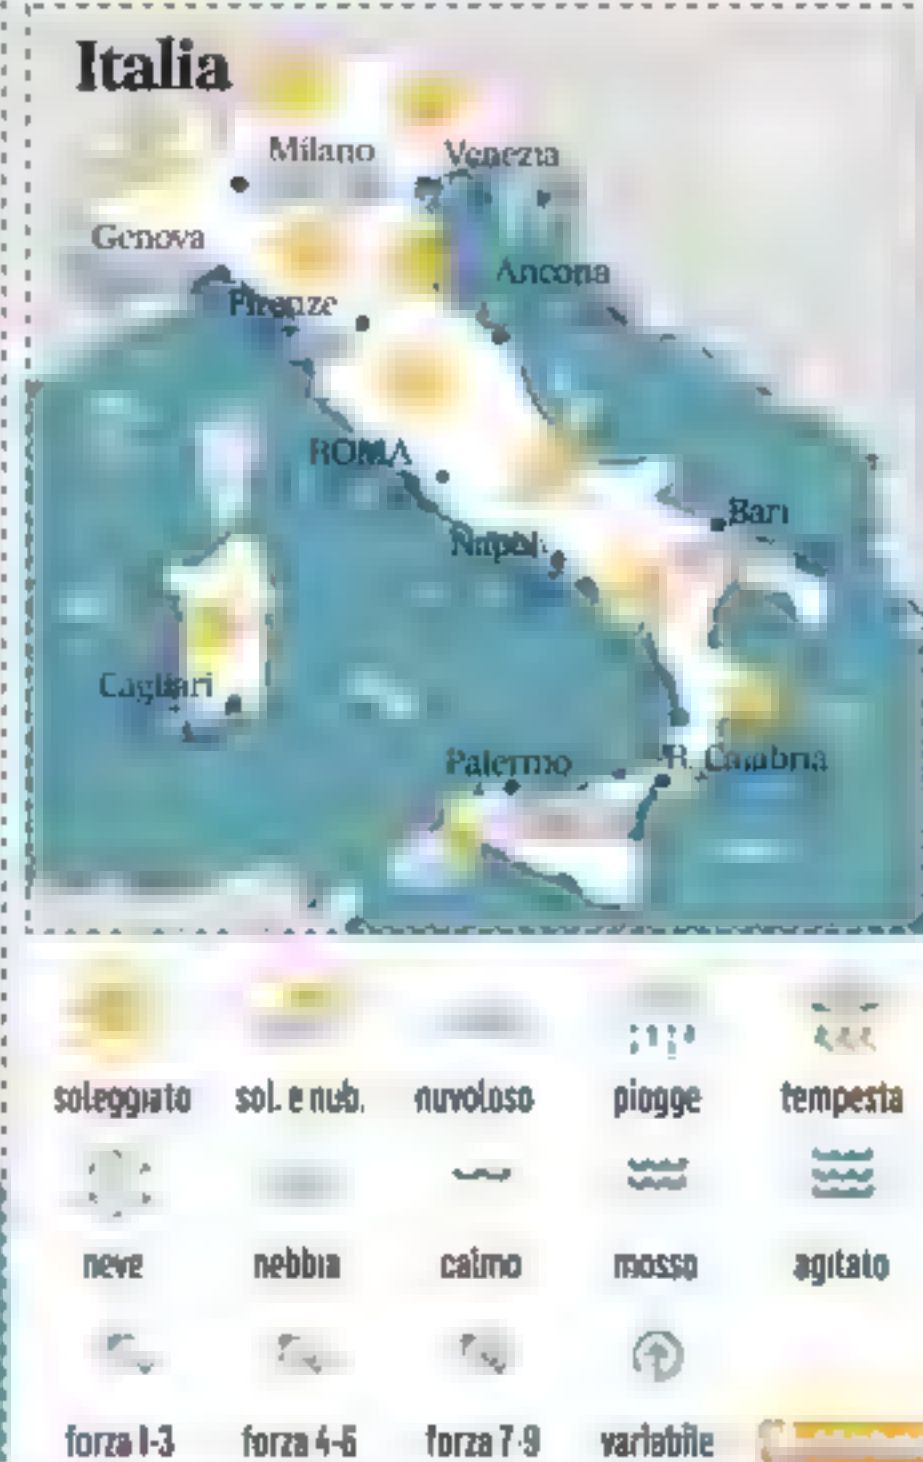 Italia
Milano
Venezia
Genova
Ancona
Firenze
ROMA
Bari
Napoli
Cagliari
Palermo
R. Calabria
soleggiato sol. e nub. nuvoloso piogge tempesta
neve nebbia calmo mosso agitato
forza 1-3 forza 4-6 forza 7-9 variabile